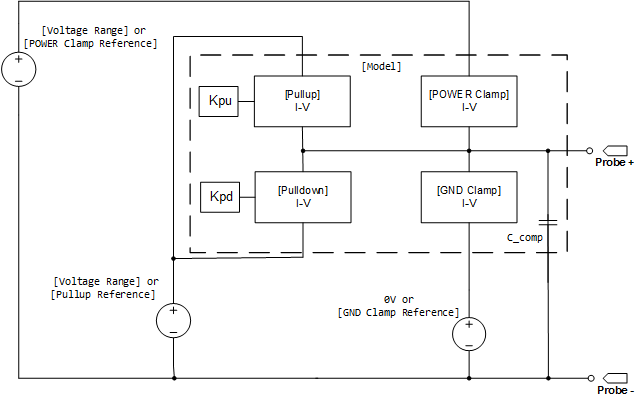 [Voltage Range] or
[POWER Clamp Reference]
+
–
[Model]
Kpu
[Pullup]
I-V
[POWER Clamp]
I-V
Probe +
Kpd
[Pulldown]
I-V
[GND Clamp]
I-V
C_comp
[Voltage Range] or
[Pullup Reference]
+
–
0V or
[GND Clamp Reference]
+
–
Probe -